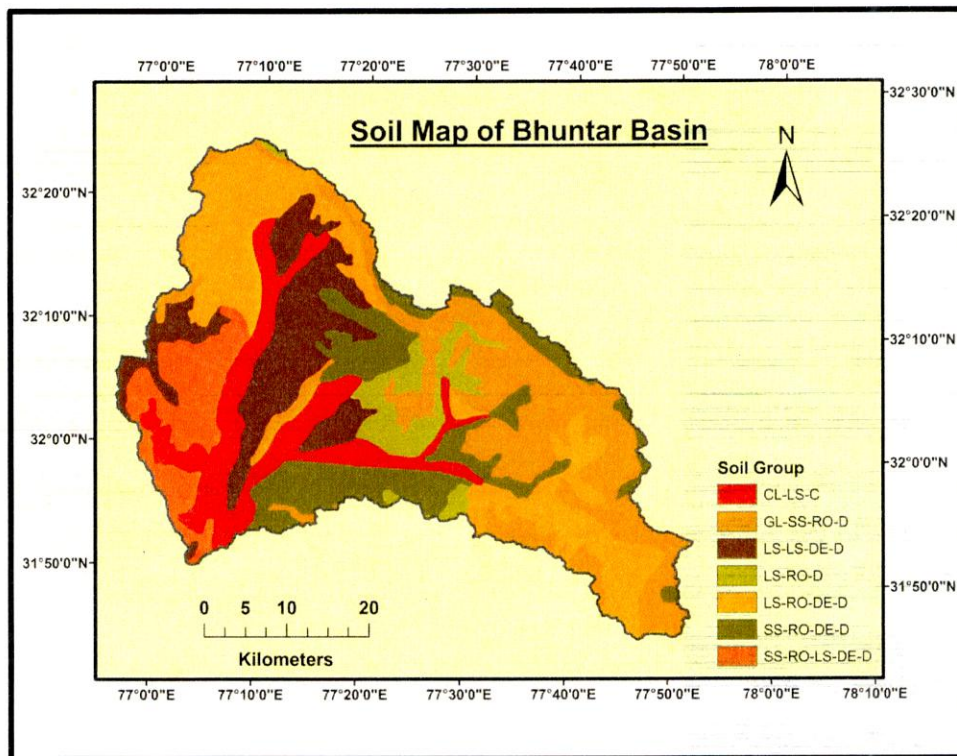 77°0'0"E 77°10'0"E 77°20'0"E 77°30'0"E 77°40'0"E 77°50'0"E 78°0'0"E
Soil Map of Bhuntar Basin
N
32°20'0"N
32°10'0"N
32°0'0"N
31°50'0"N
32°30'0"N
32°20'0"N
32°10'0"N
32°0'0"N
31°50'0"N
Soil Group
CL-LS-C
GL-SS-RO-D
LS-LS-DE-D
LS-RO-D
LS-RO-DE-D
SS-RO-DE-D
SS-RO-LS-DE-D
0 5 10 20
Kilometers
77°0'0"E 77°10'0"E 77°20'0"E 77°30'0"E 77°40'0"E 77°50'0"E 78°0'0"E 78°10'0"E